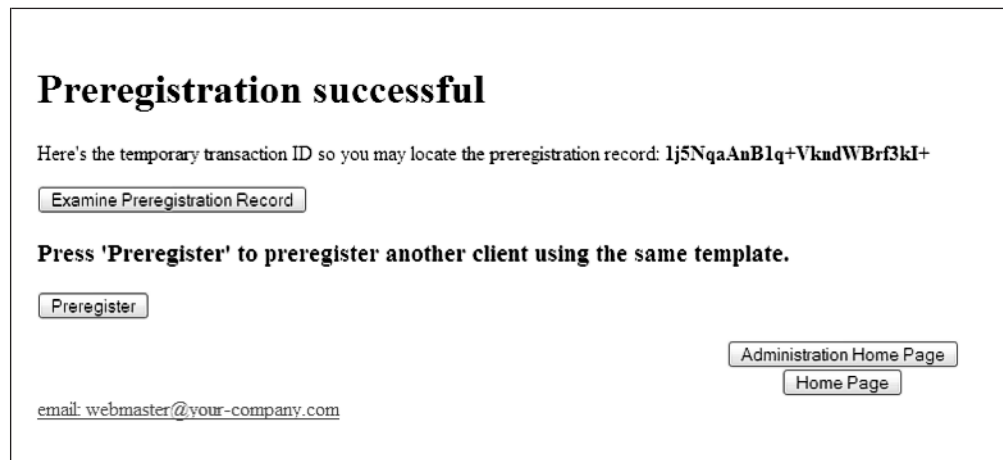 Preregistration successful
Here's the temporary transaction ID so you may locate the preregistration record: 1j5NqaAnB1q+VkndWBrf3kI+
Examine Preregistration Record
Press 'Preregister' to preregister another client using the same template.
Preregister
Administration Home Page
Home Page
email: webmaster@your-company.com